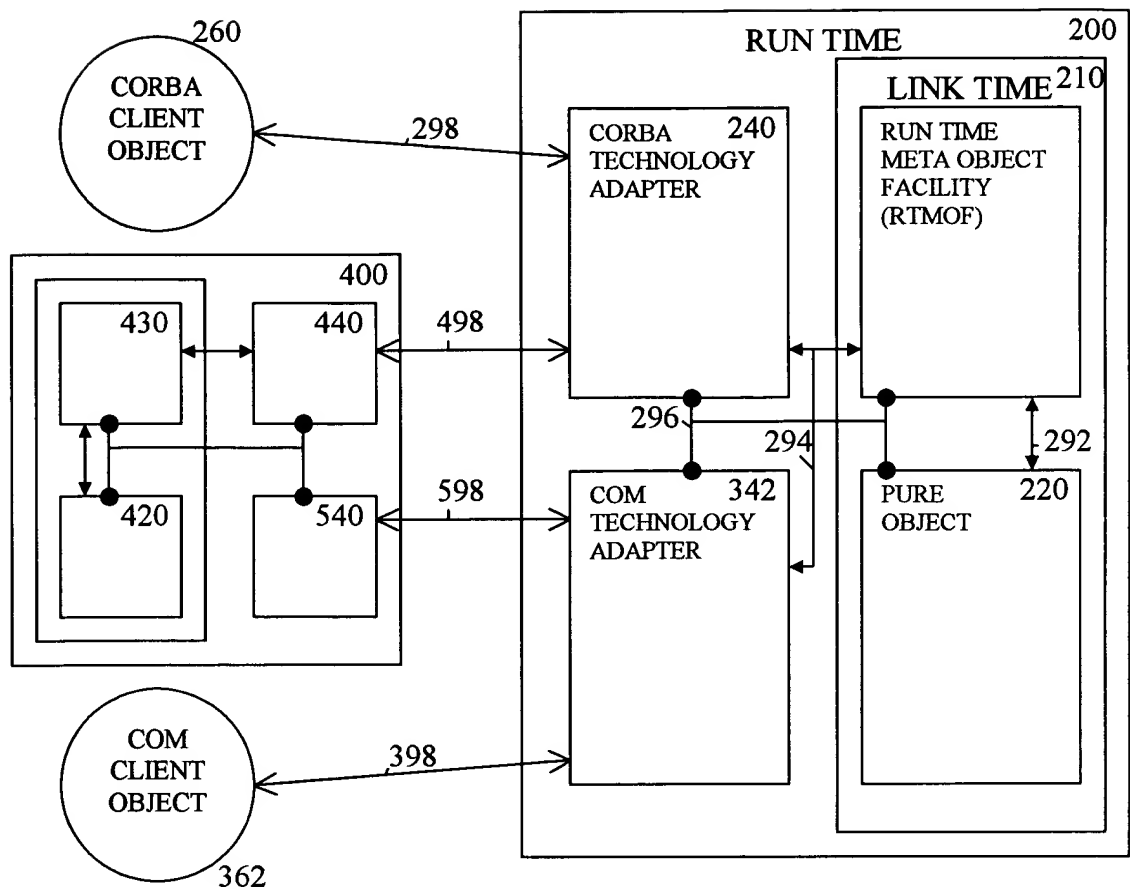 260
CORBA
CLIENT
OBJECT
298
RUN TIME
200
LINK TIME
210
CORBA
TECHNOLOGY
ADAPTER
240
RUN TIME
META OBJECT
FACILITY
(RTMOF)
400
430
440
498
296
294
292
420
540
598
COM
TECHNOLOGY
ADAPTER
342
PURE
OBJECT
220
COM
CLIENT
OBJECT
398
362